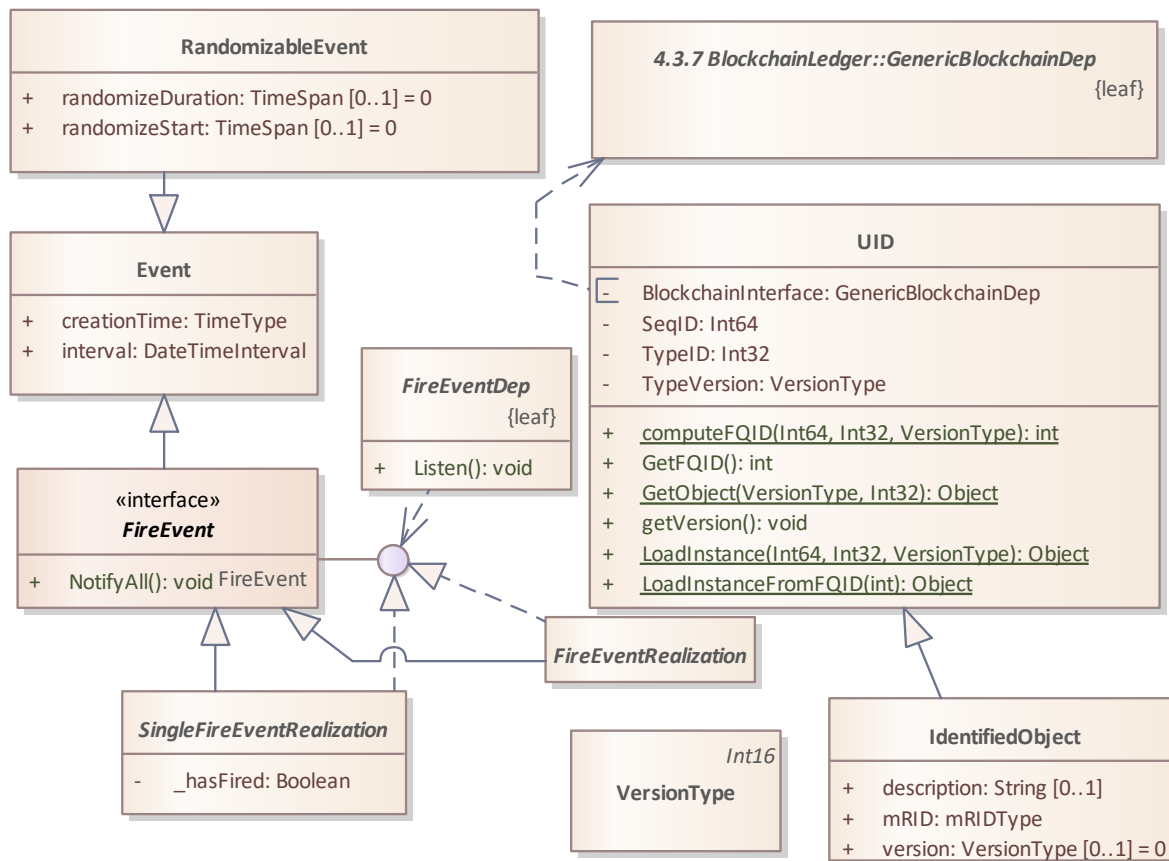 RandomizableEvent
+ randomizeDuration: TimeSpan [0..1] = 0
+ randomizeStart: TimeSpan [0..1] = 0
4.3.7 BlockchainLedger::GenericBlockchainDep
{leaf}
Event
+ creationTime: TimeType
+ interval: DateTimeInterval
UID
- BlockchainInterface: GenericBlockchainDep
- SeqID: Int64
- TypeID: Int32
- TypeVersion: VersionType
+ computeFQID(Int64, Int32, VersionType): int
+ GetFQID(): int
+ GetObject(VersionType, Int32): Object
+ getVersion(): void
+ LoadInstance(Int64, Int32, VersionType): Object
+ LoadInstanceFromFQID(int): Object
FireEventDep
{leaf}
+ Listen(): void
«interface»
FireEvent
+ NotifyAll(): void
FireEvent
FireEventRealization
SingleFireEventRealization
- _hasFired: Boolean
Int16
VersionType
IdentifiedObject
+ description: String [0..1]
+ mRID: mRIDType
+ version: VersionType [0..1] = 0